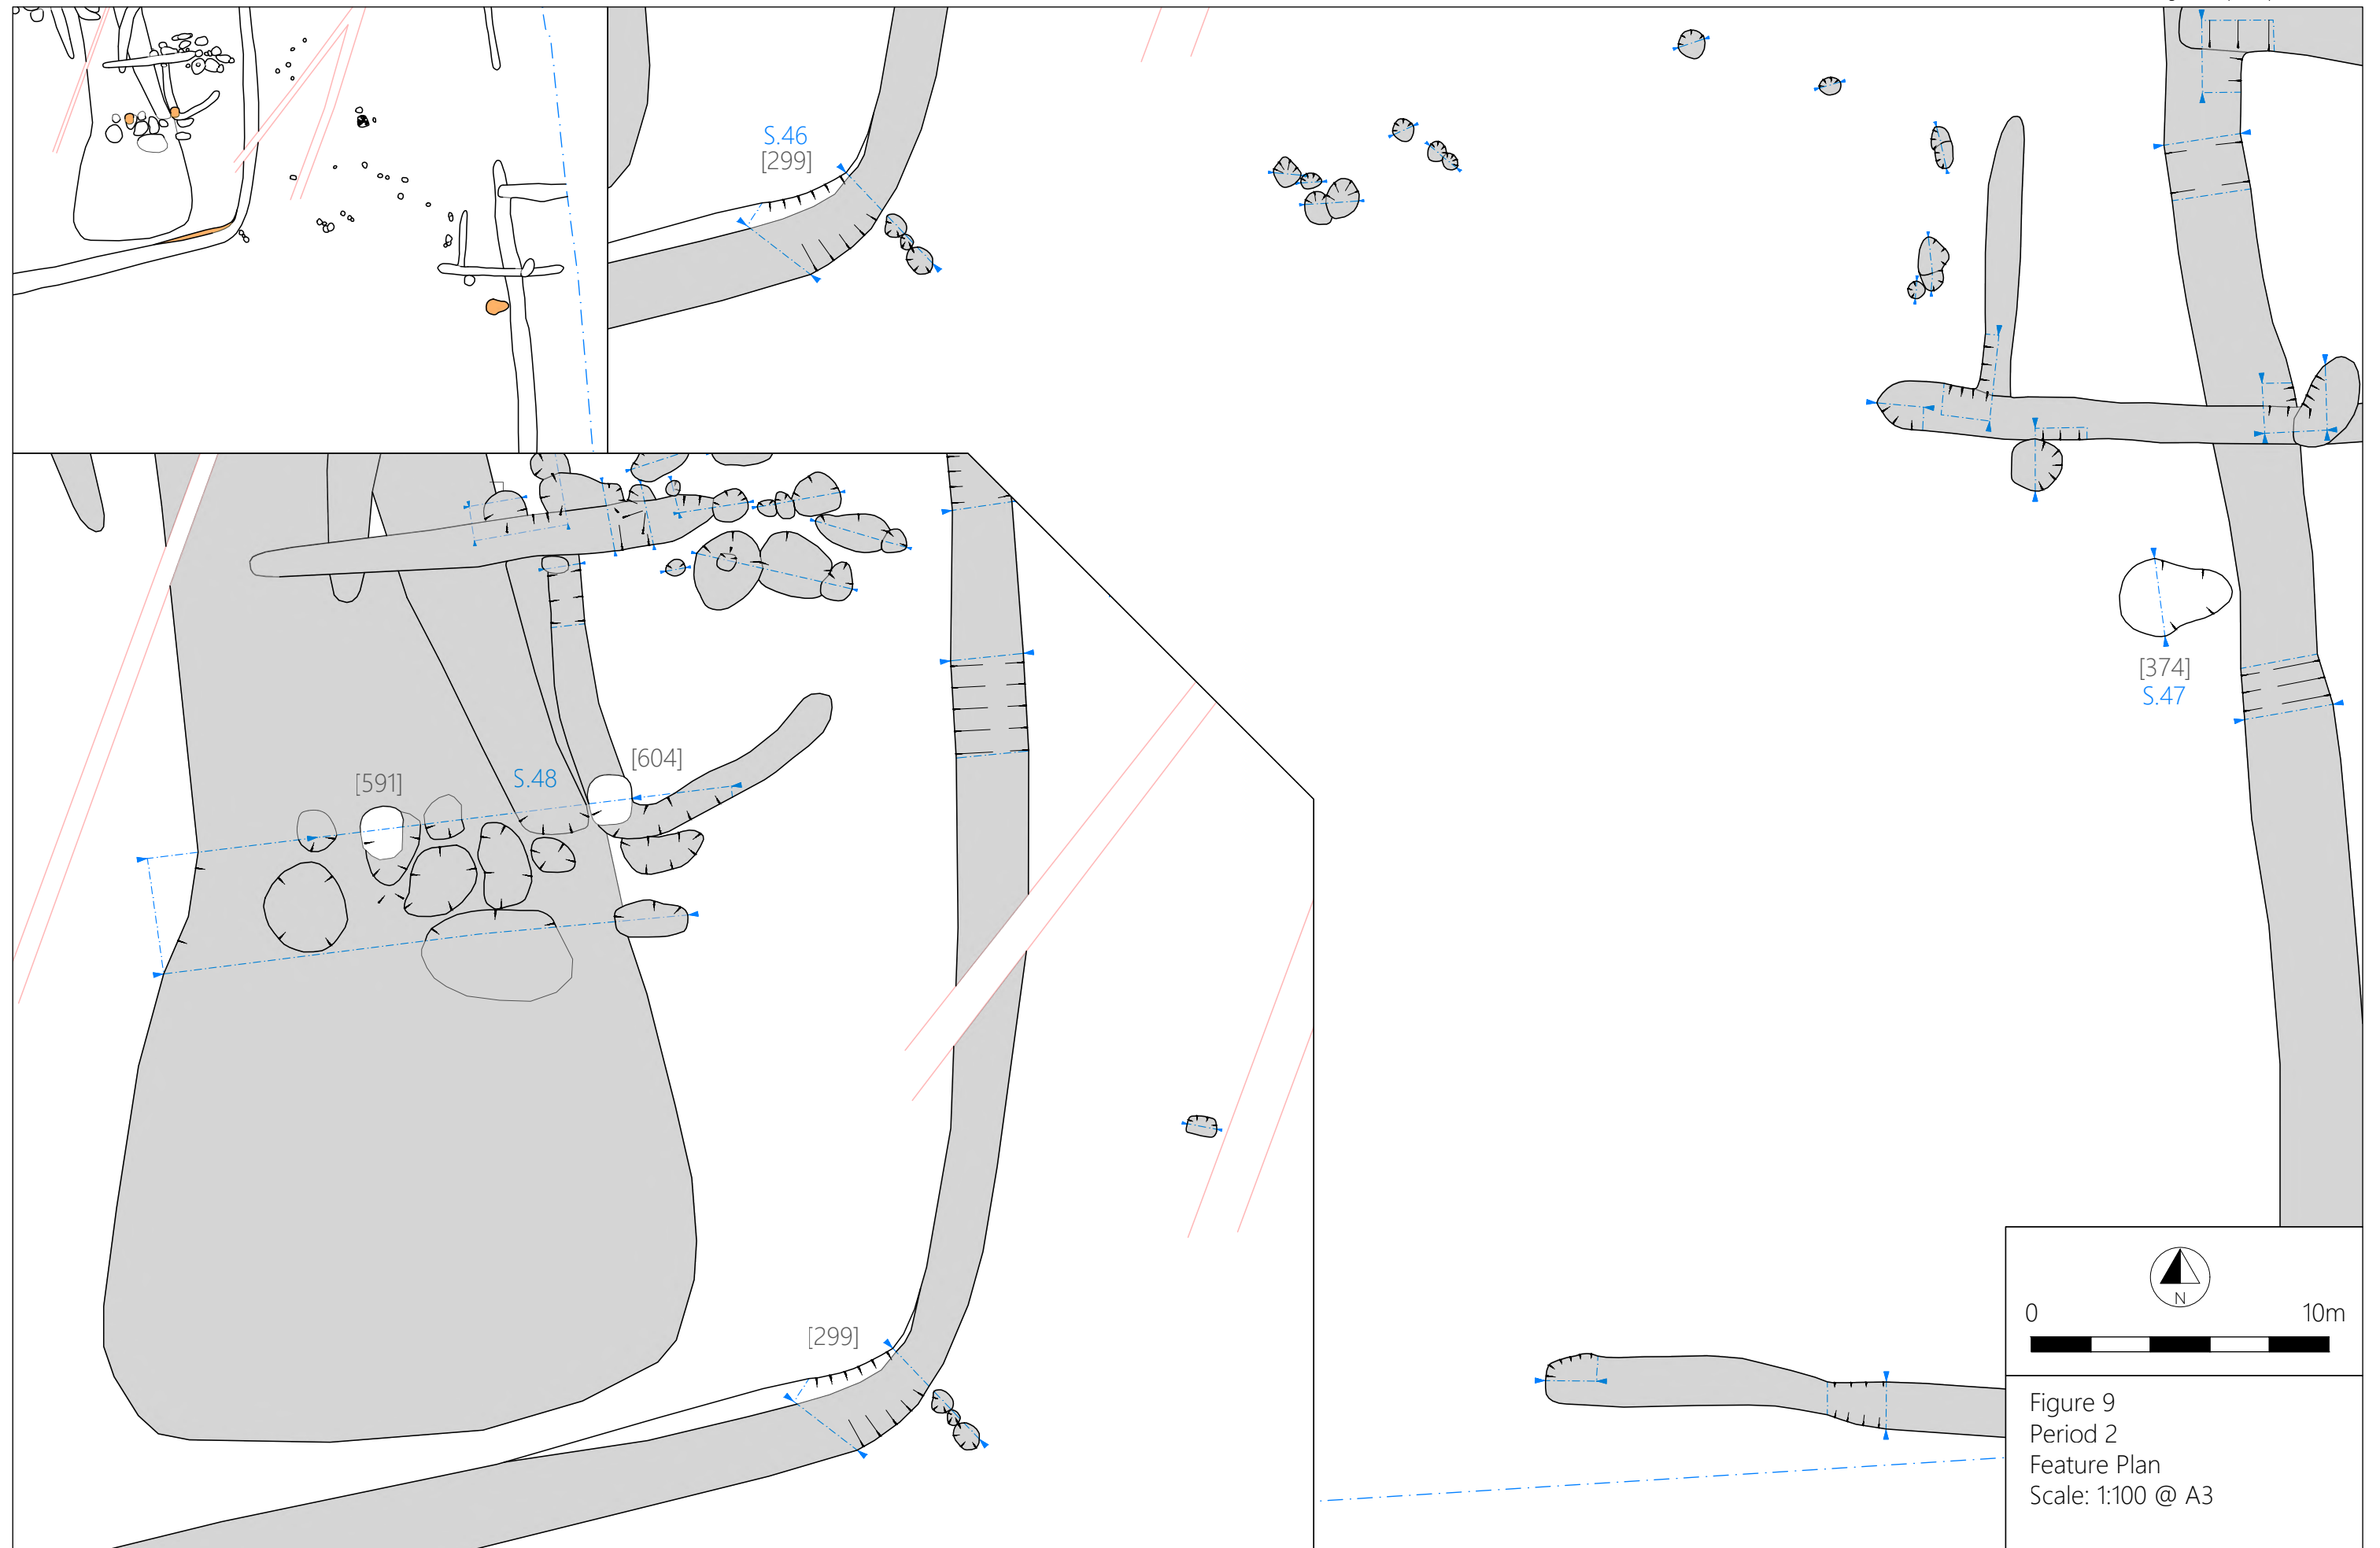 S.46
[299]
[374]
S.47
[604]
S.48
[591]
[299]
N
0 10m
Figure 9
Period 2
Feature Plan
Scale: 1:100 @ A3